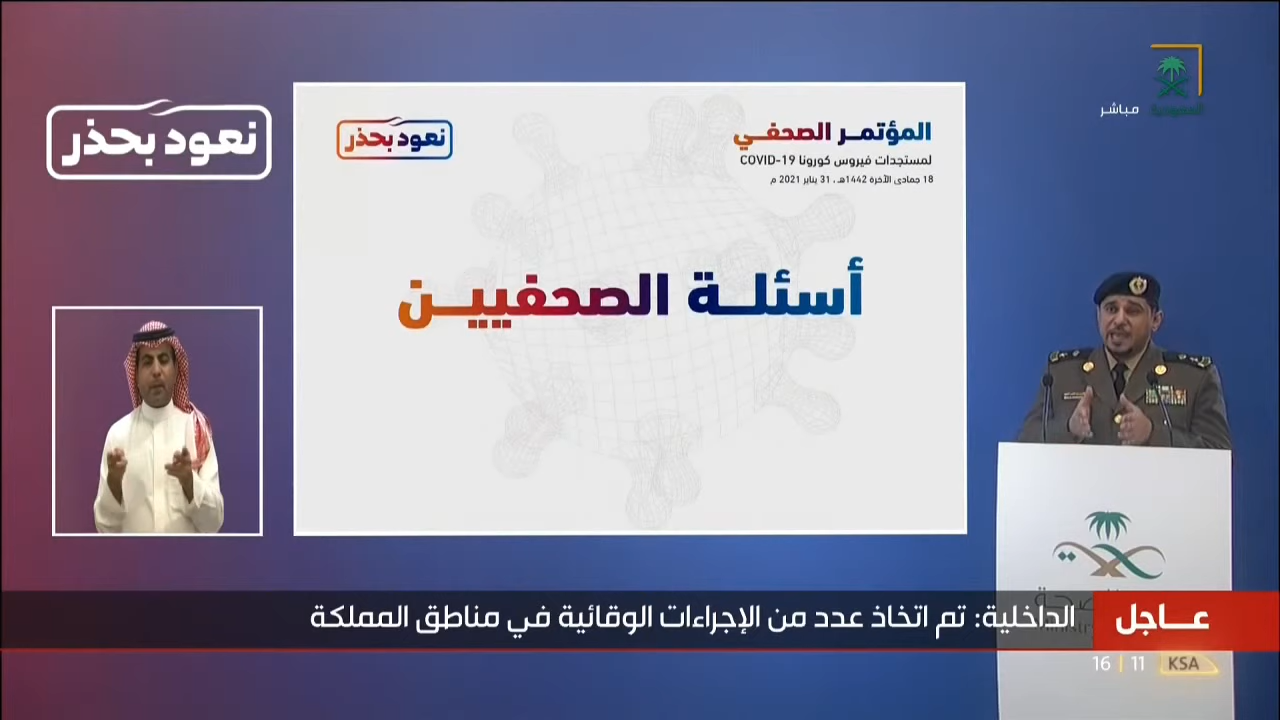 السعودية
مباشر
نعود بحذر
نعود بحذر
المؤتمر الصحفي
لمستجدات فيروس كورونا COVID-19
18 جمادى الآخرة 1442هـ ، 31 يناير 2021 م
أسئلة الصحفيين
عاجل
الداخلية: تم اتخاذ عدد من الإجراءات الوقائية في مناطق المملكة
16 | 11 KSA